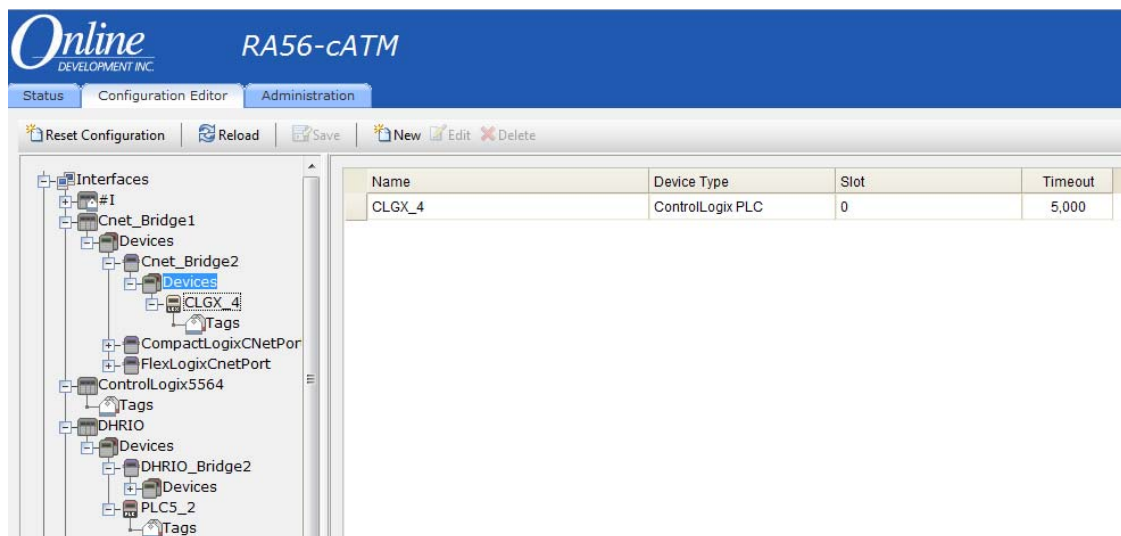 Online
DEVELOPMENT INC.
RA56-cATM
Status Configuration Editor Administration
Reset Configuration Reload Save New Edit Delete
Interfaces
#I
Cnet_Bridge1
Devices
Cnet_Bridge2
Devices
CLGX_4
Tags
CompactLogixCNetPor
FlexLogixCnetPort
ControlLogix5564
Tags
DHRIO
Devices
DHRIO_Bridge2
Devices
PLC5_2
Tags
Name Device Type Slot Timeout
CLGX_4 ControlLogix PLC 0 5,000